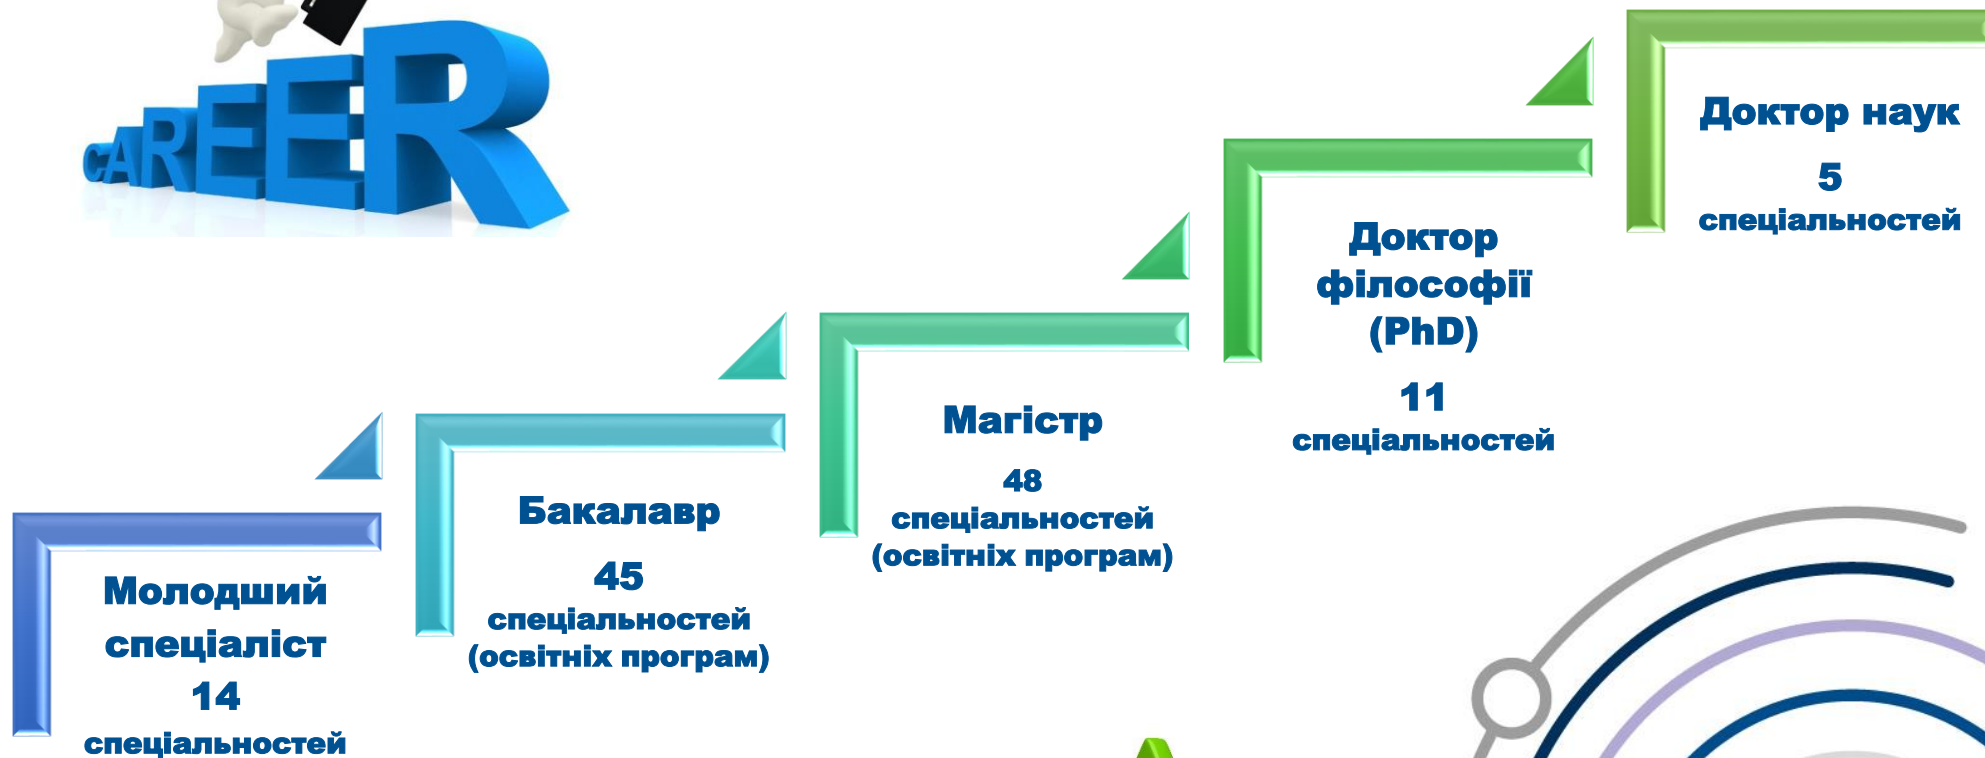 CAREER
Молодший
спеціаліст
14
спеціальностей
Бакалавр
45
спеціальностей
(освітніх програм)
Магістр
48
спеціальностей
(освітніх програм)
Доктор
філософії
(PhD)
11
спеціальностей
Доктор наук
5
спеціальностей